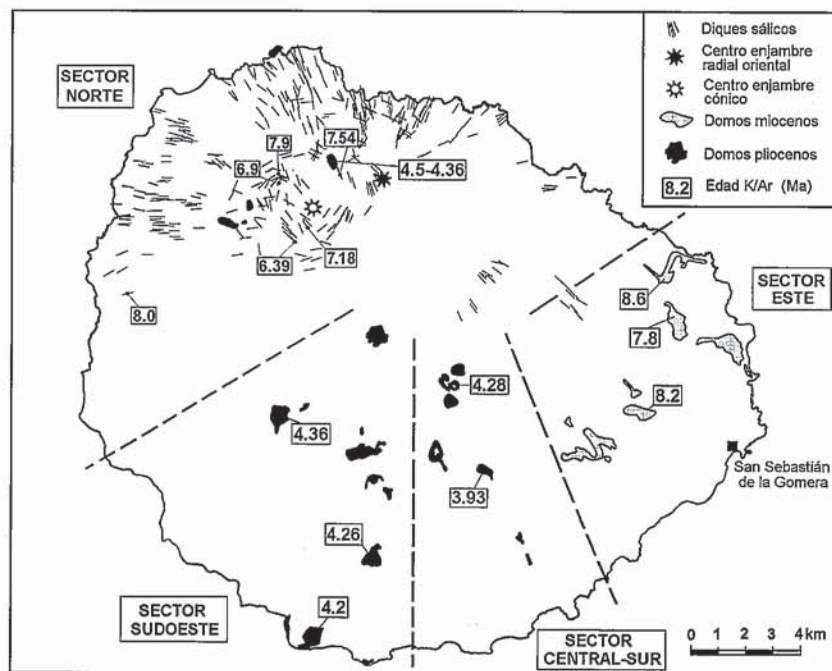 SECTOR
NORTE
7.9
7.54
6.9
4.5-4.36
6.39
7.18
8.0
Diques sálicos
Centro enjambre
radial oriental
Centro enjambre
cónico
Domos miocenos
Domos pliocenos
8.2 Edad K/Ar (Ma)
SECTOR
ESTE
8.6
7.8
8.2
4.28
4.36
3.93
San Sebastián
de la Gomera
4.26
4.2
SECTOR
SUDOESTE
SECTOR
CENTRAL-SUR
0 1 2 3 4 km